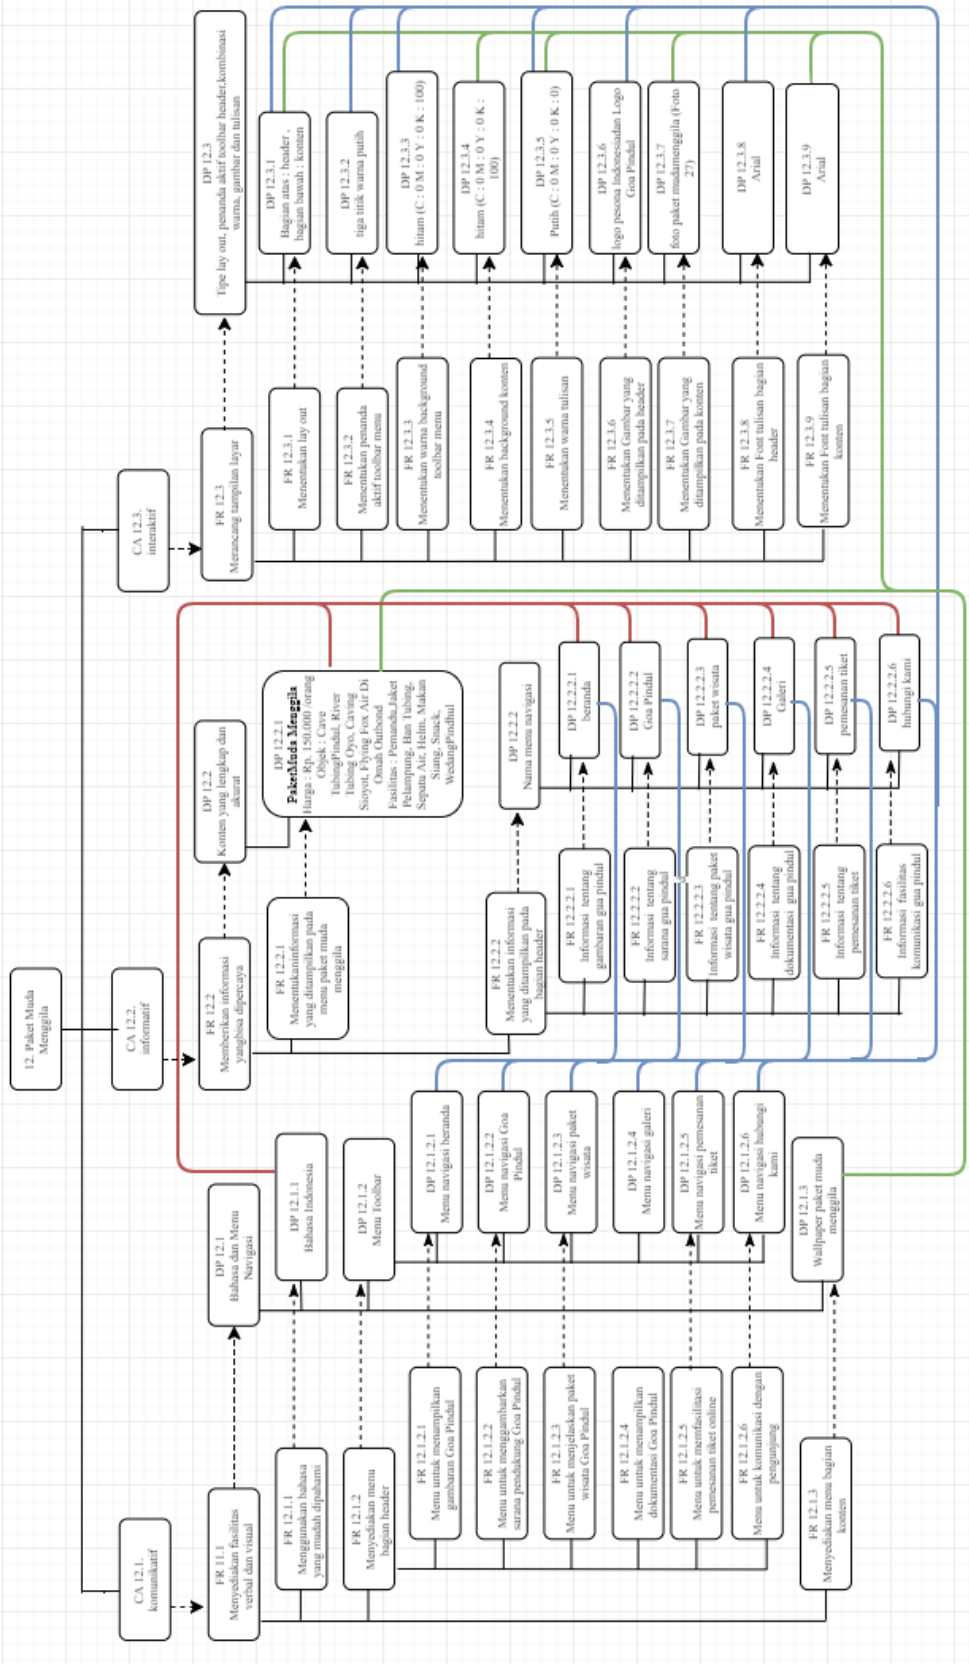 12. Paket Muda
Menggila
CA 12.1.
komunikatif
FR 11.1
Menyediakan fasilitas
verbal dan visual
DP 12.1
Bahasa dan Menu
Navigasi
FR 12.1.1
Menggunakan bahasa
yang mudah dipahami
DP 12.1.1
Bahasa Indonesia
FR 12.1.2
Menyediakan menu
bagian header
DP 12.1.2
Menu Toolbar
FR 12.1.2.1
Menu untuk menampilkan
gambaran Goa Pindul
DP 12.1.2.1
Menu navigasi beranda
FR 12.1.2.2
Menu untuk menggambarkan
sarana pendukung Goa Pindul
DP 12.1.2.2
Menu navigasi Goa
Pindul
FR 12.1.2.3
Menu untuk menjelaskan paket
wisata Goa Pindul
DP 12.1.2.3
Menu navigasi paket
wisata
FR 12.1.2.4
Menu untuk menampilkan
dokumentasi Goa Pindul
DP 12.1.2.4
Menu navigasi galeri
FR 12.1.2.5
Menu untuk memfasilitasi
pemesanan tiket online
DP 12.1.2.5
Menu navigasi pemesanan
tiket
FR 12.1.2.6
Menu untuk komunikasi dengan
pengunjung
DP 12.1.2.6
Menu navigasi hubungi
kami
FR 12.1.3
Menyediakan menu bagian
konten
DP 12.1.3
Wallpaper paket muda
menggila
CA 12.2.
informatif
FR 12.2
Memberikan informasi
yangbisa dipercaya
DP 12.2
Konten yang lengkap dan
akurat
FR 12.2.1
Menentukaninformasi
yang ditampilkan pada
menu paket muda
menggila
DP 12.2.1
PaketMuda Menggila
Harga : Rp. 150.000 /orang
Objek : Cave
TubingPindul, River
Tubing Oyo, Caving
Sioyot, Flying Fox Air Di
Omah Outbond
Fasilitas : Pemandu,Jaket
Pelampung, Ban Tubing,
Sepatu Air, Helm, Makan
Siang, Snack,
WedangPindhul
FR 12.2.2
Menentukan informasi
yang ditampilkan pada
bagian header
DP 12.2.2
Nama menu navigasi
FR 12.2.2.1
Informasi tentang
gambaran gua pindul
DP 12.2.2.1
beranda
FR 12.2.2.2
Informasi tentang
sarana gua pindul
DP 12.2.2.2
Goa Pindul
FR 12.2.2.3
Informasi tentang paket
wisata gua pindul
DP 12.2.2.3
paket wisata
FR 12.2.2.4
Informasi tentang
dokumentasi gua pindul
DP 12.2.2.4
Galeri
FR 12.2.2.5
Informasi tentang
pemesanan tiket
DP 12.2.2.5
pemesanan tiket
FR 12.2.2.6
Informasi fasilitas
komunikasi gua pindul
DP 12.2.2.6
hubungi kami
CA 12.3.
interaktif
FR 12.3
Merancang tampilan layar
DP 12.3
Tipe lay out, penanda aktif toolbar header,kombinasi
warna, gambar dan tulisan
FR 12.3.1
Menentukan lay out
DP 12.3.1
Bagian atas : header ,
bagian bawah : konten
FR 12.3.2
Menentukan penanda
aktif toolbar menu
DP 12.3.2
tiga titik warna putih
FR 12.3.3
Menentukan warna background
toolbar menu
DP 12.3.3
hitam (C : 0 M : 0 Y : 0 K : 100)
FR 12.3.4
Menentukan background konten
DP 12.3.4
hitam (C : 0 M : 0 Y : 0 K :
100)
FR 12.3.5
Menentukan warna tulisan
DP 12.3.5
Putih (C : 0 M : 0 Y : 0 K : 0)
FR 12.3.6
Menentukan Gambar yang
ditampilkan pada header
DP 12.3.6
logo pesona Indonesiadan Logo
Goa Pindul
FR 12.3.7
Menentukan Gambar yang
ditampilkan pada konten
DP 12.3.7
foto paket mudamenggila (Foto
27)
FR 12.3.8
Menentukan Font tulisan bagian
header
DP 12.3.8
Arial
FR 12.3.9
Menentukan Font tulisan bagian
konten
DP 12.3.9
Arial